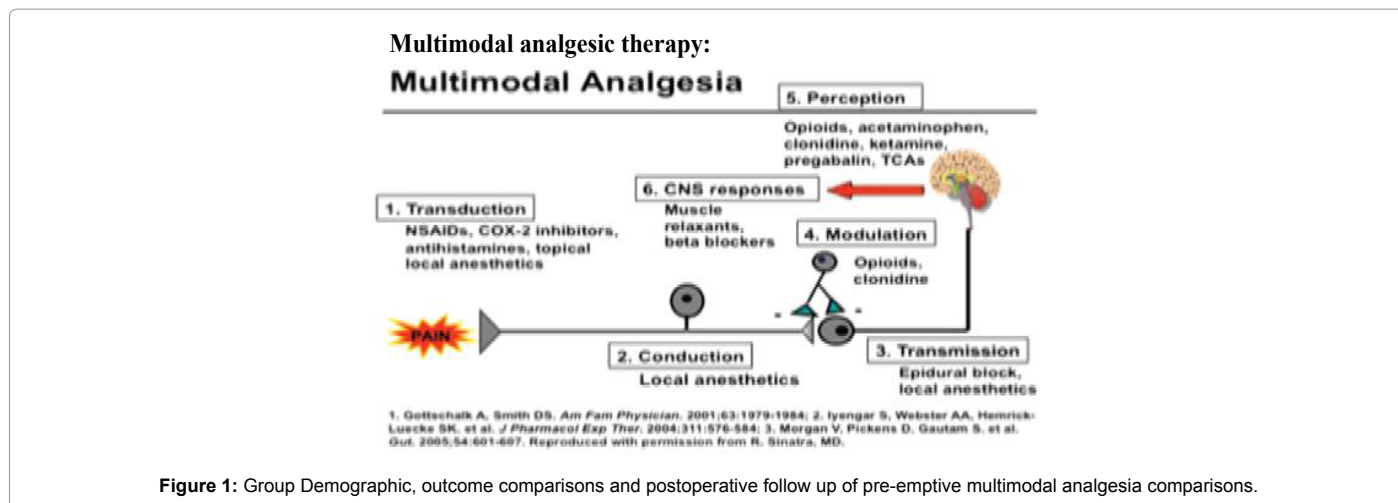 Multimodal analgesic therapy:
Multimodal Analgesia
5. Perception
Opioids, acetaminophen,
clonidine, ketamine,
pregabalin, TCAs
6. CNS responses
Muscle
relaxants,
beta blockers
1. Transduction
NSAIDs, COX-2 inhibitors,
antihistamines, topical
local anesthetics
4. Modulation
Opioids,
clonidine
- -
PAIN
2. Conduction
Local anesthetics
3. Transmission
Epidural block,
local anesthetics
1. Gottschalk A, Smith DS. Am Fam Physician. 2001;63:1979-1984; 2. Iyengar S, Webster AA, Hemrick-
Luecke SK. et al. J Pharmacol Exp Ther. 2004;311:576-584; 3. Morgan V, Pickens D, Gautam S. et al.
Gut. 2005;54:601-607. Reproduced with permission from R. Sinatra, MD.
Figure 1: Group Demographic, outcome comparisons and postoperative follow up of pre-emptive multimodal analgesia comparisons.